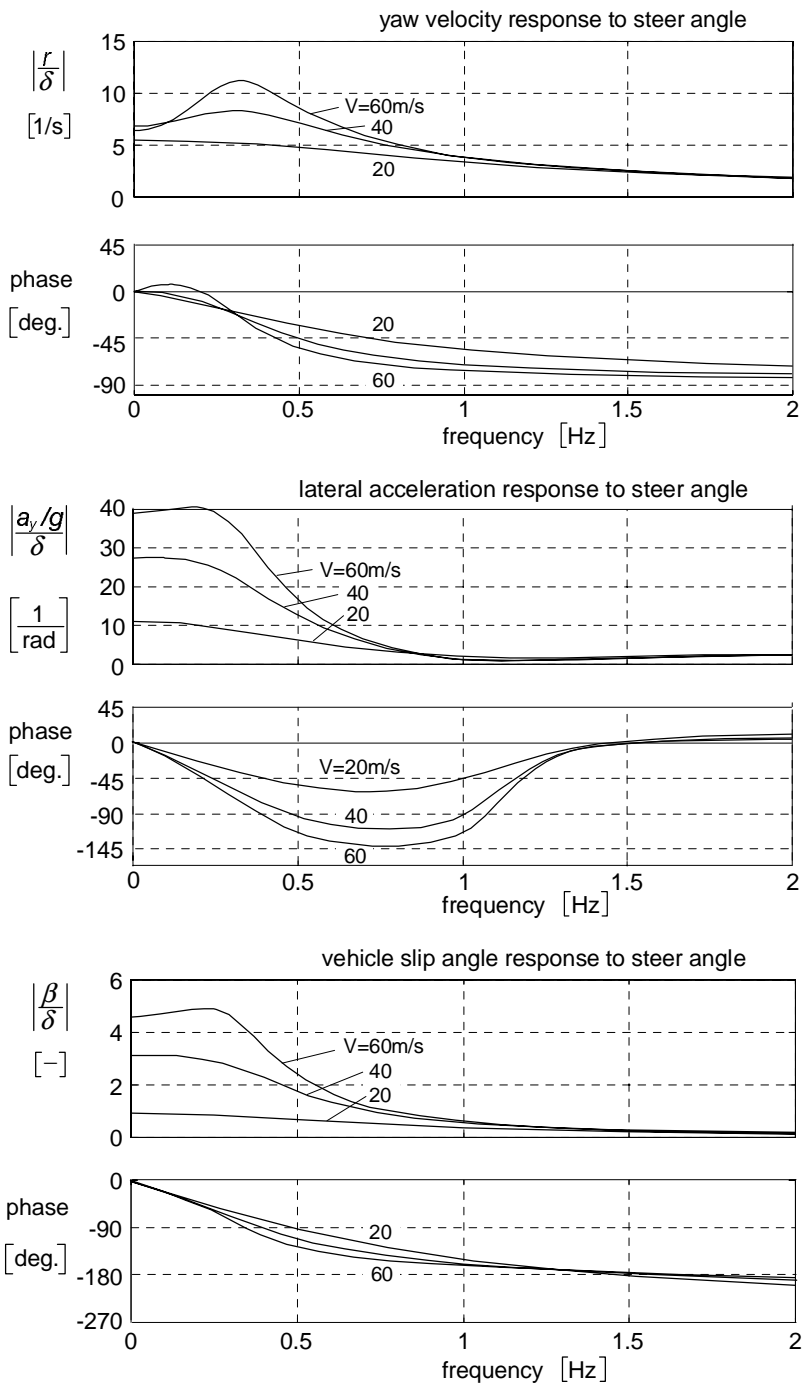 yaw velocity response to steer angle
|r/δ|
[1/s]
15
10
5
0
V=60m/s
40
20
phase
[deg.]
45
0
-45
-90
20
60
0
0.5
1
1.5
2
frequency [Hz]
lateral acceleration response to steer angle
|a_y/g / δ|
[1/rad]
40
30
20
10
0
V=60m/s
40
20
phase
[deg.]
45
0
-45
-90
-145
V=20m/s
40
60
0
0.5
1
1.5
2
frequency [Hz]
vehicle slip angle response to steer angle
|β/δ|
[−]
6
4
2
0
V=60m/s
40
20
phase
[deg.]
0
-90
-180
-270
20
60
0
0.5
1
1.5
2
frequency [Hz]